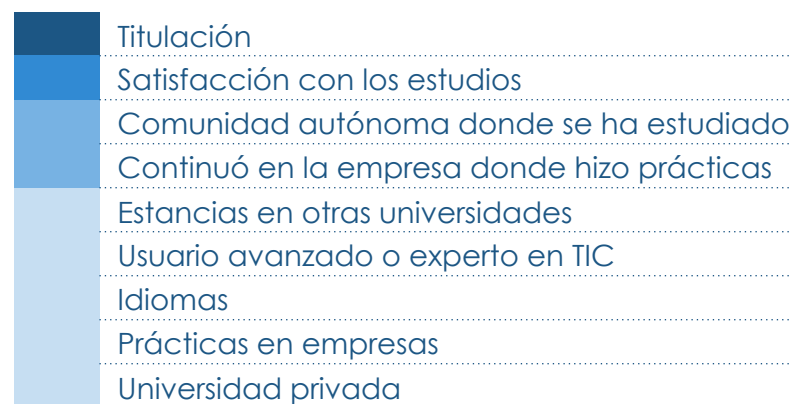 Titulación
Satisfacción con los estudios
Comunidad autónoma donde se ha estudiado
Continuó en la empresa donde hizo prácticas
Estancias en otras universidades
Usuario avanzado o experto en TIC
Idiomas
Prácticas en empresas
Universidad privada